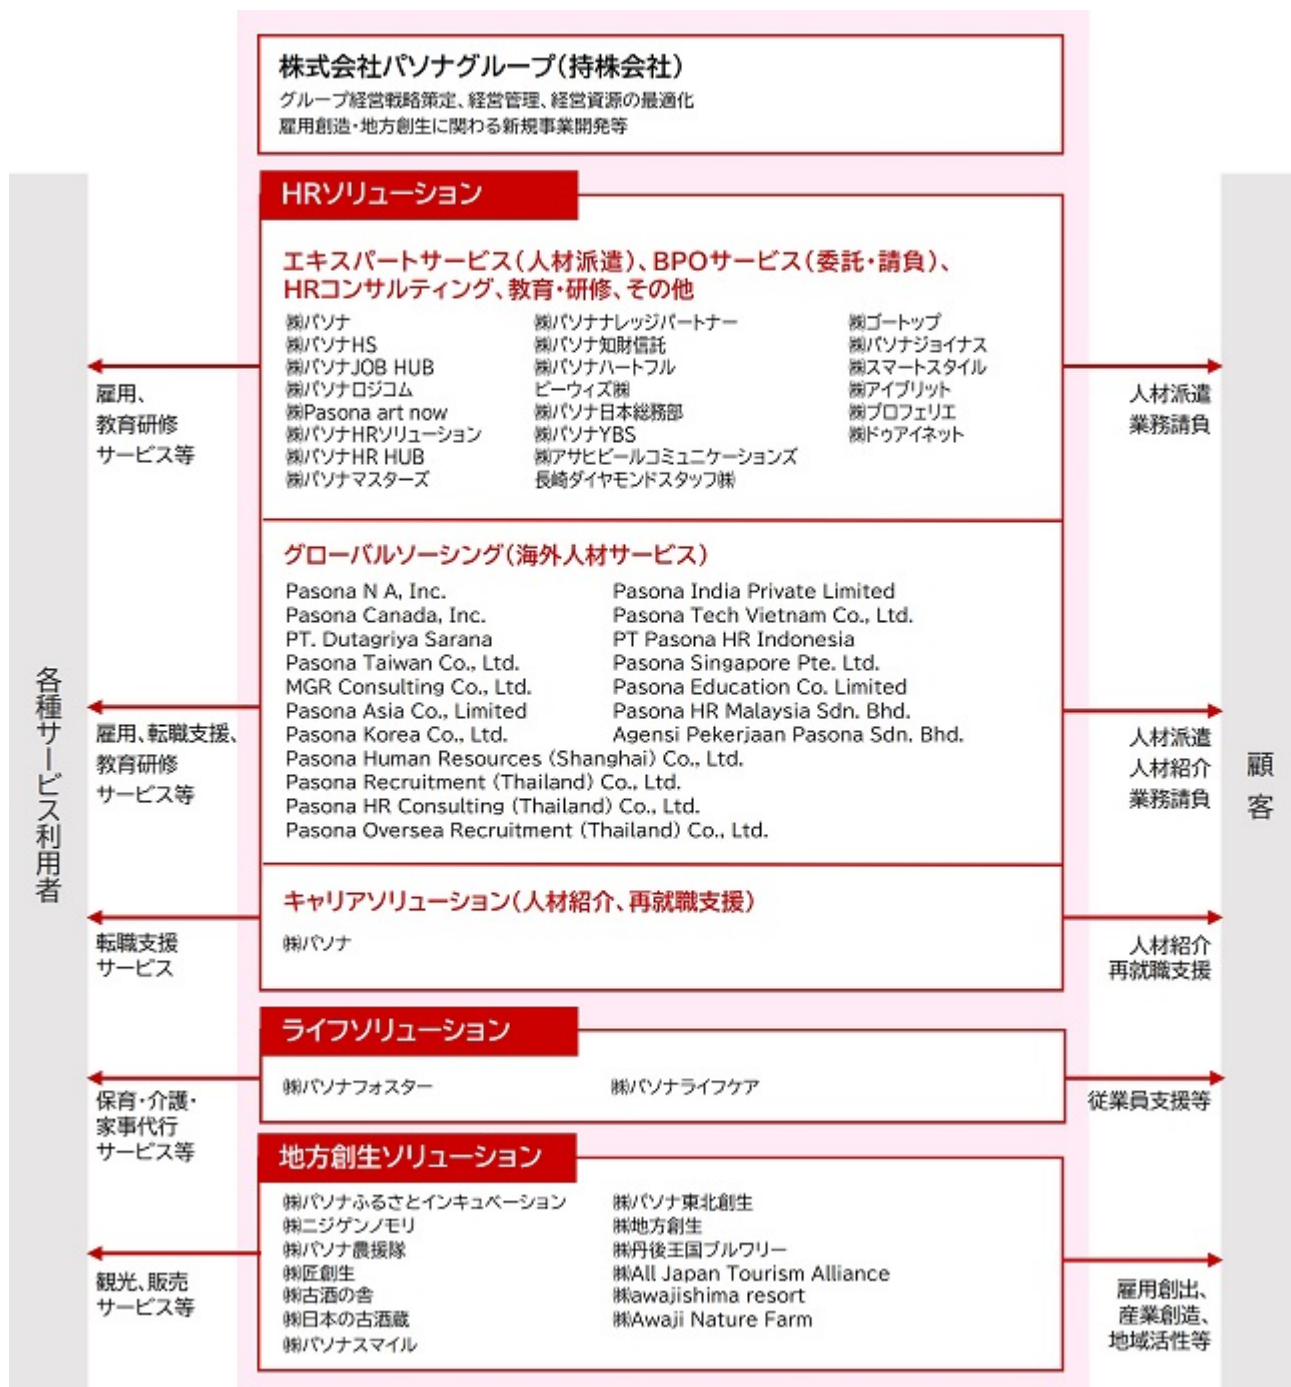 株式会社パソナグループ(持株会社)
グループ経営戦略策定、経営管理、経営資源の最適化
雇用創造・地方創生に関わる新規事業開発等
HRソリューション
エキスパートサービス(人材派遣)、BPOサービス(委託・請負)、
HRコンサルティング、教育・研修、その他
㈱パソナ
㈱パソナHS
㈱パソナJOB HUB
㈱パソナロジコム
㈱Pasona art now
㈱パソナHRソリューション
㈱パソナHR HUB
㈱パソナマスターズ
㈱パソナナレッジパートナー
㈱パソナ知財信託
㈱パソナハートフル
ビーウィズ㈱
㈱パソナ日本総務部
㈱パソナYBS
㈱アサヒビールコミュニケーションズ
長崎ダイヤモンドスタッフ㈱
㈱ゴートップ
㈱パソナジョイナス
㈱スマートスタイル
㈱アイブリット
㈱プロフェリエ
㈱ドゥアイネット
雇用、
教育研修
サービス等
人材派遣
業務請負
グローバルソーシング(海外人材サービス)
Pasona N A, Inc.
Pasona Canada, Inc.
PT. Dutagriya Sarana
Pasona Taiwan Co., Ltd.
MGR Consulting Co., Ltd.
Pasona Asia Co., Limited
Pasona Korea Co., Ltd.
Pasona India Private Limited
Pasona Tech Vietnam Co., Ltd.
PT Pasona HR Indonesia
Pasona Singapore Pte. Ltd.
Pasona Education Co. Limited
Pasona HR Malaysia Sdn. Bhd.
Agensi Pekerjaan Pasona Sdn. Bhd.
Pasona Human Resources (Shanghai) Co., Ltd.
Pasona Recruitment (Thailand) Co., Ltd.
Pasona HR Consulting (Thailand) Co., Ltd.
Pasona Oversea Recruitment (Thailand) Co., Ltd.
雇用、転職支援、
教育研修
サービス等
人材派遣
人材紹介
業務請負
各種サービス利用者
顧客
キャリアソリューション(人材紹介、再就職支援)
㈱パソナ
転職支援
サービス
人材紹介
再就職支援
ライフソリューション
㈱パソナフォスター
㈱パソナライフケア
保育・介護・
家事代行
サービス等
従業員支援等
地方創生ソリューション
㈱パソナふるさとインキュベーション
㈱ニジゲンノモリ
㈱パソナ農援隊
㈱匠創生
㈱古酒の舎
㈱日本の古酒蔵
㈱パソナスマイル
㈱パソナ東北創生
㈱地方創生
㈱丹後王国ブルワリー
㈱All Japan Tourism Alliance
㈱awajishima resort
㈱Awaji Nature Farm
観光、販売
サービス等
雇用創出、
産業創造、
地域活性等